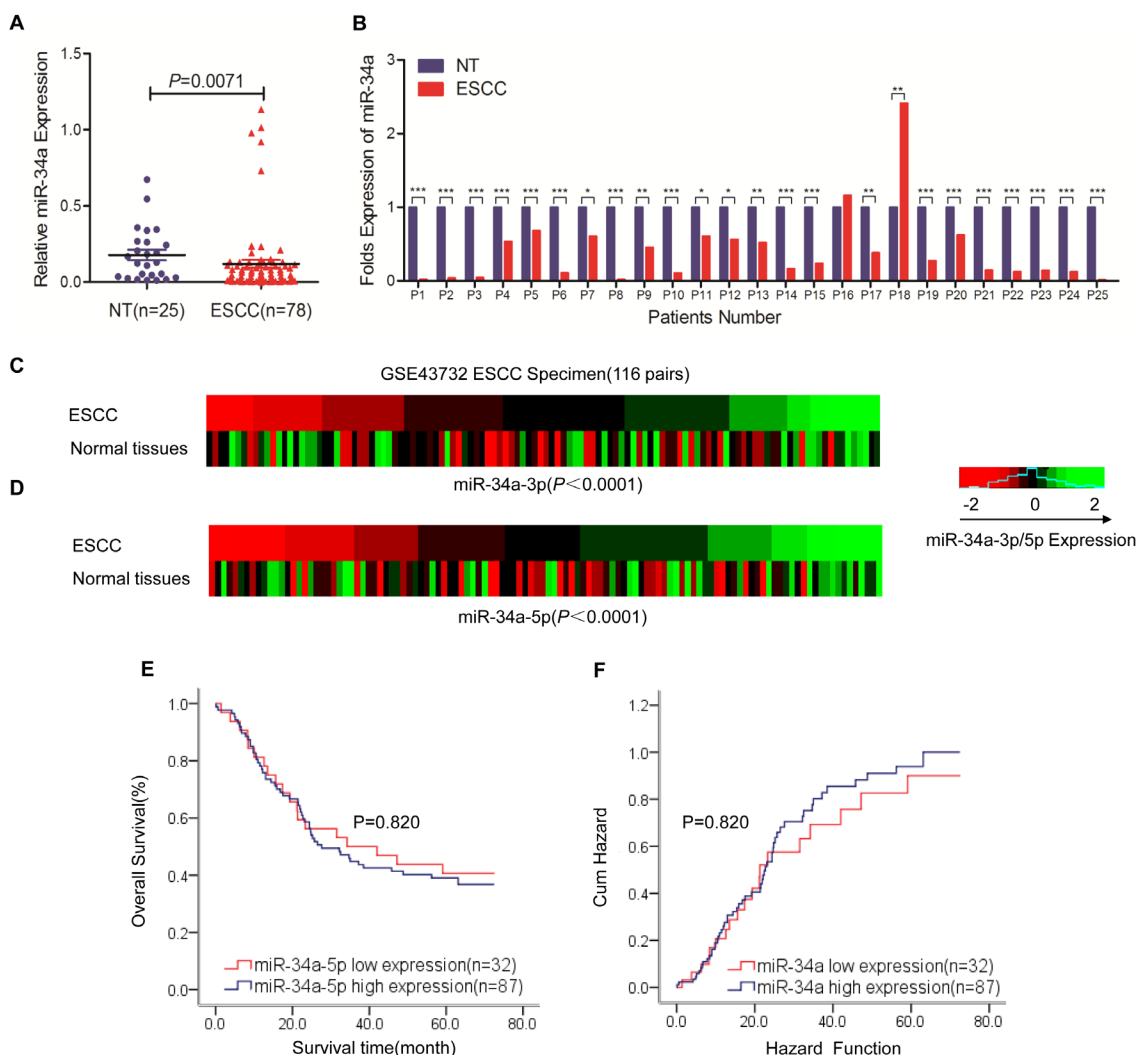 A
1.5
1.0
0.5
0.0
Relative miR-34a Expression
P=0.0071
NT(n=25)
ESCC(n=78)
B
3
2
1
0
Folds Expression of miR-34a
NT
ESCC
*** *** *** *** *** *** * *** ** *** * * ** *** *** ** ** *** *** *** *** *** *** ***
P1 P2 P3 P4 P5 P6 P7 P8 P9 P10 P11 P12 P13 P14 P15 P16 P17 P18 P19 P20 P21 P22 P23 P24 P25
Patients Number
C
GSE43732 ESCC Specimen(116 pairs)
ESCC
Normal tissues
miR-34a-3p(P<0.0001)
D
ESCC
Normal tissues
miR-34a-5p(P<0.0001)
-2 0 2
miR-34a-3p/5p Expression
E
1.0
0.8
0.6
0.4
0.2
0.0
Overall Survival(%)
P=0.820
miR-34a-5p low expression(n=32)
miR-34a-5p high expression(n=87)
0.0 20.0 40.0 60.0 80.0
Survival time(month)
F
1.2
1.0
0.8
0.6
0.4
0.2
0.0
Cum Hazard
P=0.820
miR-34a low expression(n=32)
miR-34a high expression(n=87)
0.0 20.0 40.0 60.0 80.0
Hazard Function